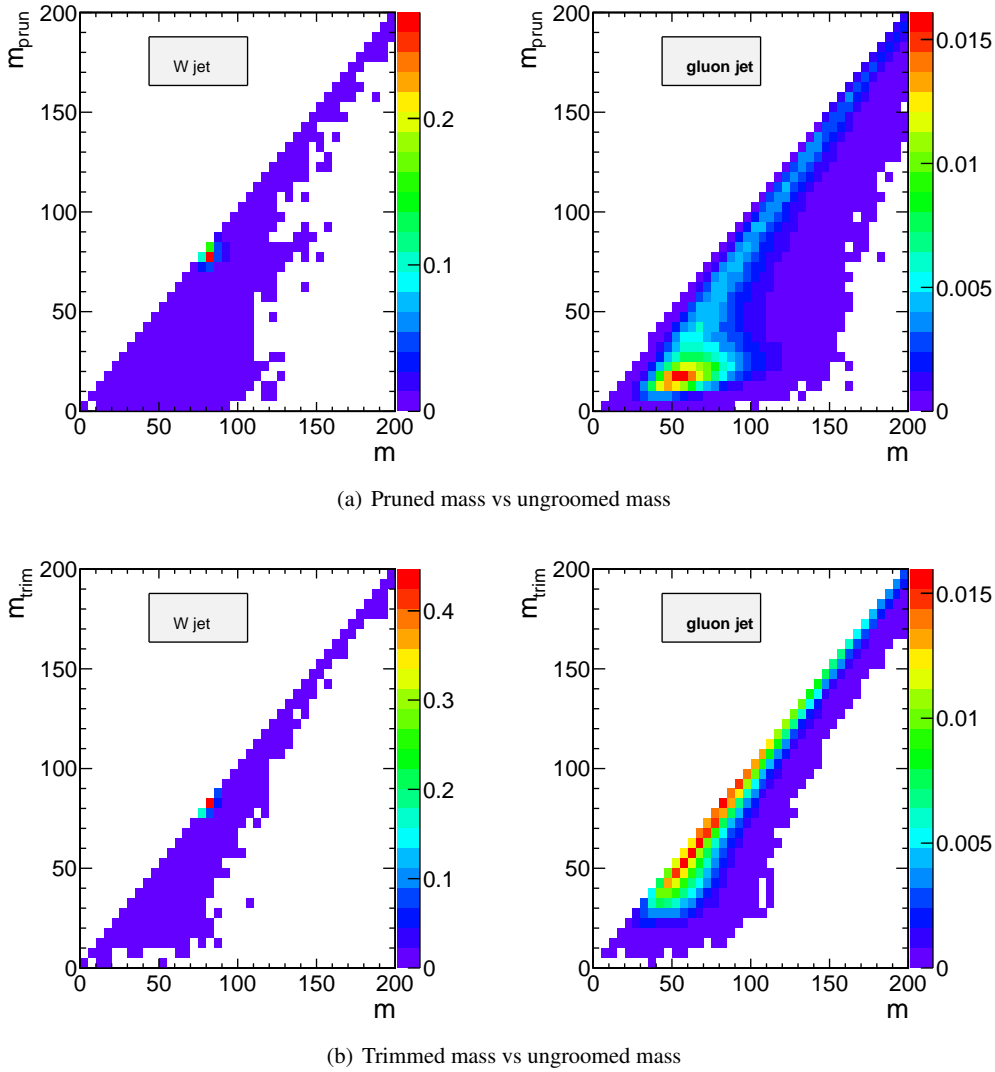 m_prun
200
150
100
50
0
W jet
0.2
0.1
0
0 50 100 150 200
m
m_prun
200
150
100
50
0
gluon jet
0.015
0.01
0.005
0
0 50 100 150 200
m
(a) Pruned mass vs ungroomed mass
m_trim
200
150
100
50
0
W jet
0.4
0.3
0.2
0.1
0
0 50 100 150 200
m
m_trim
200
150
100
50
0
gluon jet
0.015
0.01
0.005
0
0 50 100 150 200
m
(b) Trimmed mass vs ungroomed mass